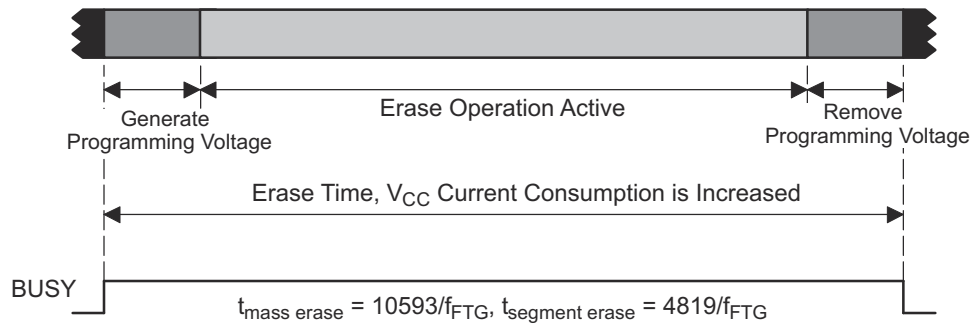 Erase Operation Active
Generate
Programming Voltage
Remove
Programming Voltage
Erase Time, VCC Current Consumption is Increased
BUSY
tmass erase = 10593/fFTG, tsegment erase = 4819/fFTG